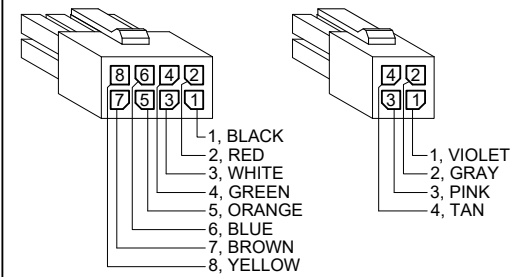 8 6 4 2
7 5 3 1
1, BLACK
2, RED
3, WHITE
4, GREEN
5, ORANGE
6, BLUE
7, BROWN
8, YELLOW
4 2
3 1
1, VIOLET
2, GRAY
3, PINK
4, TAN